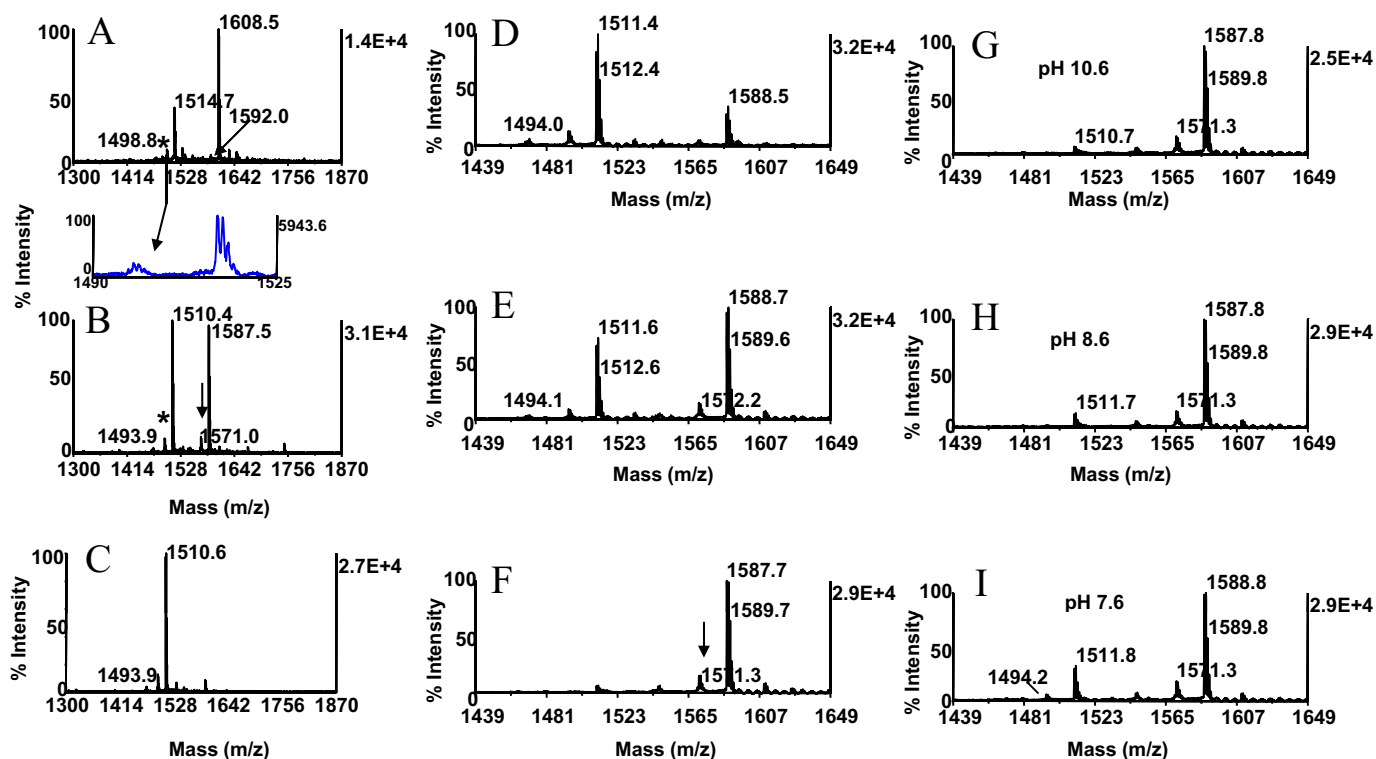 A
1608.5
100
1.4E+4
50
1514.7
1592.0
1498.8
*
0
1300 1414 1528 1642 1756 1870
100
5943.6
0
1490 1525
% Intensity
B
1510.4
1587.5
100
3.1E+4
50
*
1493.9
1571.0
0
1300 1414 1528 1642 1756 1870
Mass (m/z)
C
1510.6
100
2.7E+4
% Intensity
50
1493.9
0
1300 1414 1528 1642 1756 1870
Mass (m/z)
D
1511.4
100
3.2E+4
1512.4
% Intensity
50
1588.5
1494.0
0
1439 1481 1523 1565 1607 1649
Mass (m/z)
E
1588.7
100
3.2E+4
1511.6
1589.6
% Intensity
1512.6
50
1494.1
1572.2
0
1439 1481 1523 1565 1607 1649
Mass (m/z)
F
1587.7
100
2.9E+4
1589.7
% Intensity
50
1571.3
0
1439 1481 1523 1565 1607 1649
Mass (m/z)
G
1587.8
100
2.5E+4
pH 10.6
1589.8
% Intensity
50
1510.7
1571.3
0
1439 1481 1523 1565 1607 1649
Mass (m/z)
H
1587.8
100
2.9E+4
pH 8.6
1589.8
% Intensity
50
1511.7
1571.3
0
1439 1481 1523 1565 1607 1649
Mass (m/z)
I
1588.8
100
2.9E+4
pH 7.6
1589.8
% Intensity
50
1511.8
1571.3
1494.2
0
1439 1481 1523 1565 1607 1649
Mass (m/z)